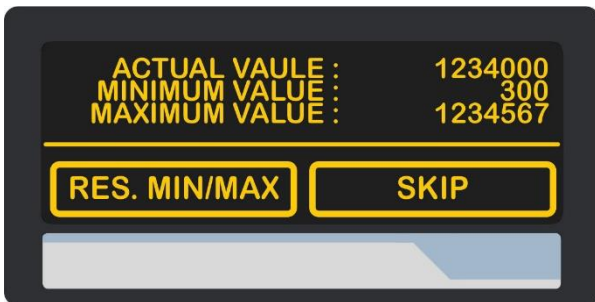 ACTUAL VAULE : 1234000
MINIMUM VALUE : 300
MAXIMUM VALUE : 1234567
RES. MIN/MAX SKIP